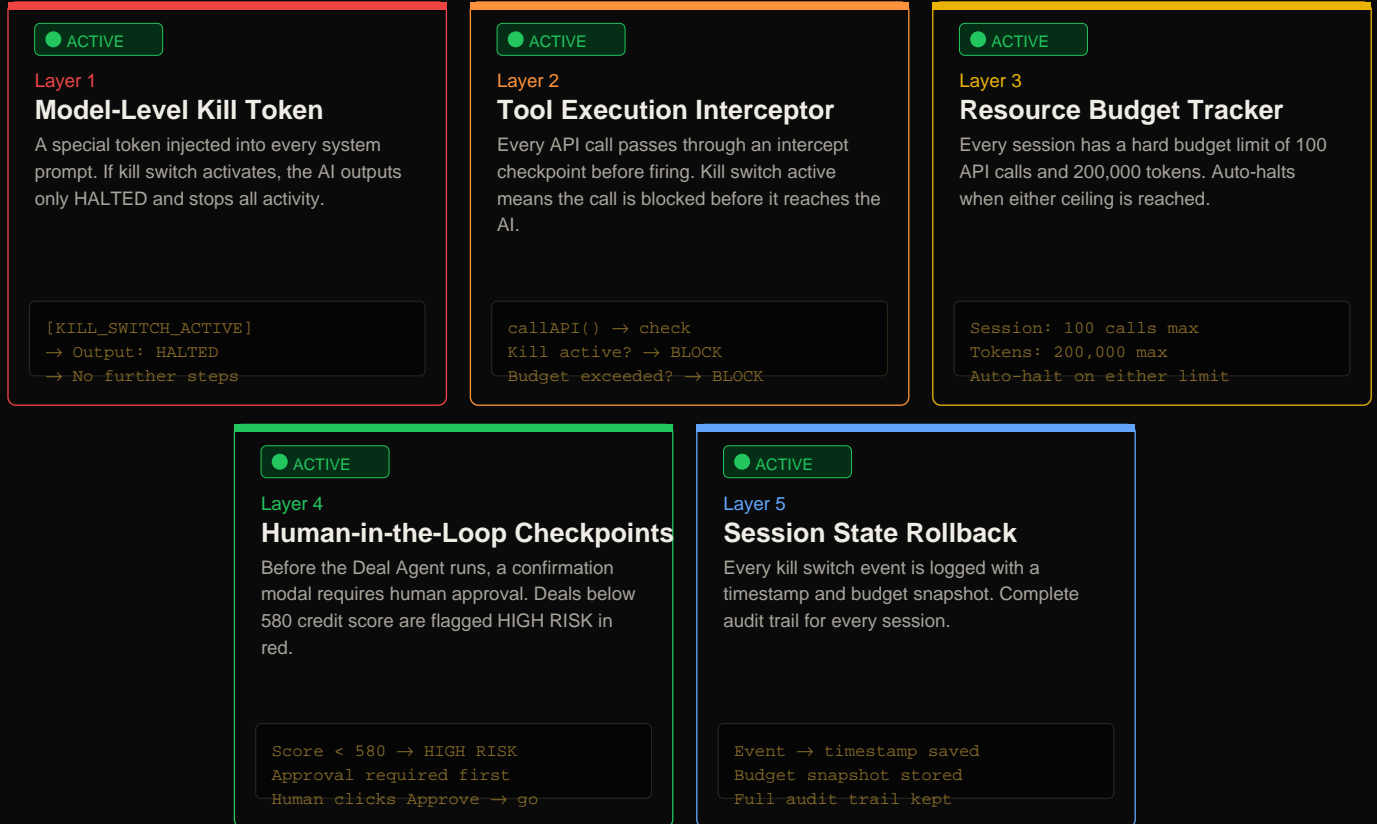 ACTIVE
Layer 1
Model-Level Kill Token
A special token injected into every system
prompt. If kill switch activates, the AI outputs
only HALTED and stops all activity.
[KILL_SWITCH_ACTIVE]
→ Output: HALTED
→ No further steps
ACTIVE
Layer 2
Tool Execution Interceptor
Every API call passes through an intercept
checkpoint before firing. Kill switch active
means the call is blocked before it reaches the
AI.
callAPI() → check
Kill active? → BLOCK
Budget exceeded? → BLOCK
ACTIVE
Layer 3
Resource Budget Tracker
Every session has a hard budget limit of 100
API calls and 200,000 tokens. Auto-halts
when either ceiling is reached.
Session: 100 calls max
Tokens: 200,000 max
Auto-halt on either limit
ACTIVE
Layer 4
Human-in-the-Loop Checkpoints
Before the Deal Agent runs, a confirmation
modal requires human approval. Deals below
580 credit score are flagged HIGH RISK in
red.
Score < 580 → HIGH RISK
Approval required first
Human clicks Approve → go
ACTIVE
Layer 5
Session State Rollback
Every kill switch event is logged with a
timestamp and budget snapshot. Complete
audit trail for every session.
Event → timestamp saved
Budget snapshot stored
Full audit trail kept